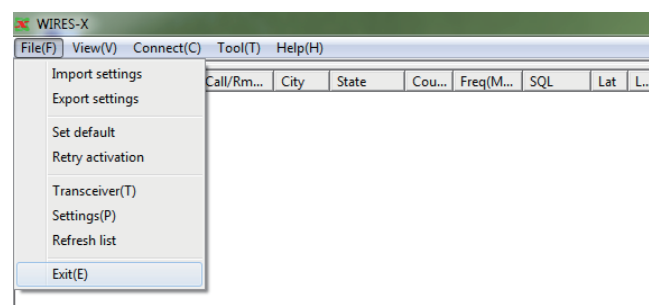 WIRES-X
File(F) View(V) Connect(C) Tool(T) Help(H)
Call/Rm... City State Cou... Freq(M... SQL Lat L...
Import settings
Export settings
Set default
Retry activation
Transceiver(T)
Settings(P)
Refresh list
Exit(E)